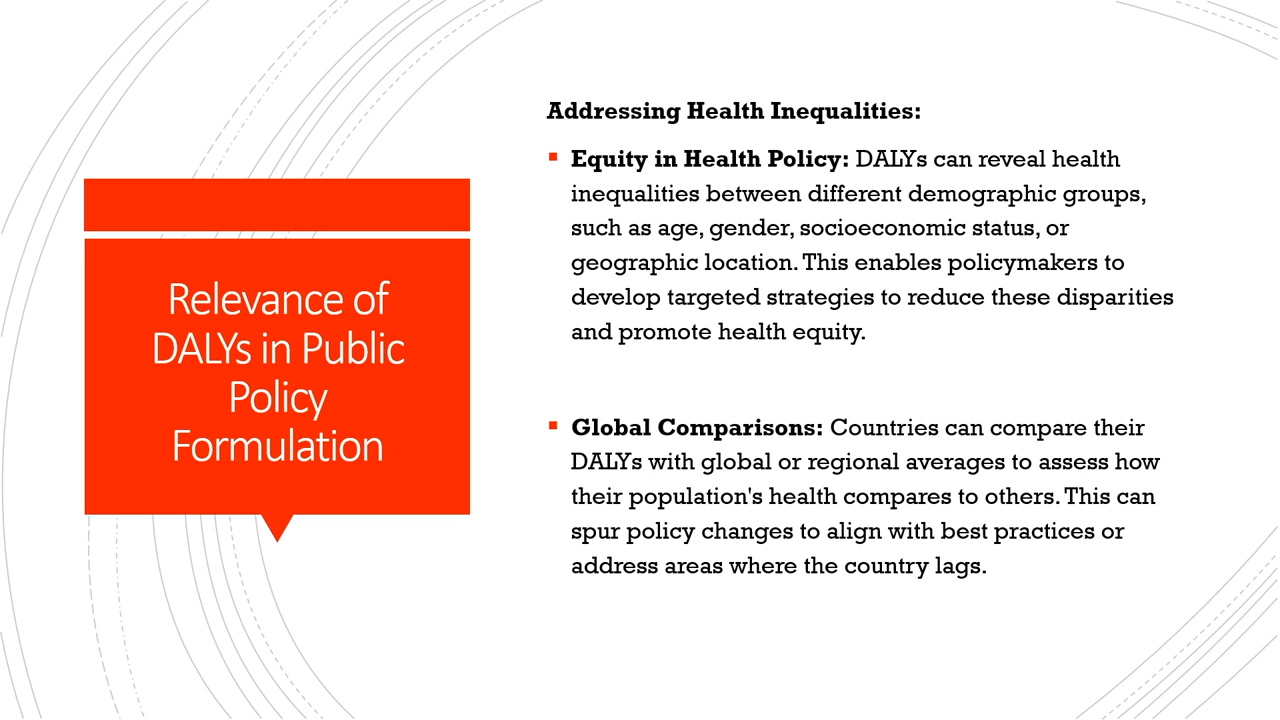 Relevance of
DALYs in Public
Policy
Formulation
Addressing Health Inequalities:
Equity in Health Policy: DALYs can reveal health
inequalities between different demographic groups,
such as age, gender, socioeconomic status, or
geographic location. This enables policymakers to
develop targeted strategies to reduce these disparities
and promote health equity.
Global Comparisons: Countries can compare their
DALYs with global or regional averages to assess how
their population's health compares to others. This can
spur policy changes to align with best practices or
address areas where the country lags.